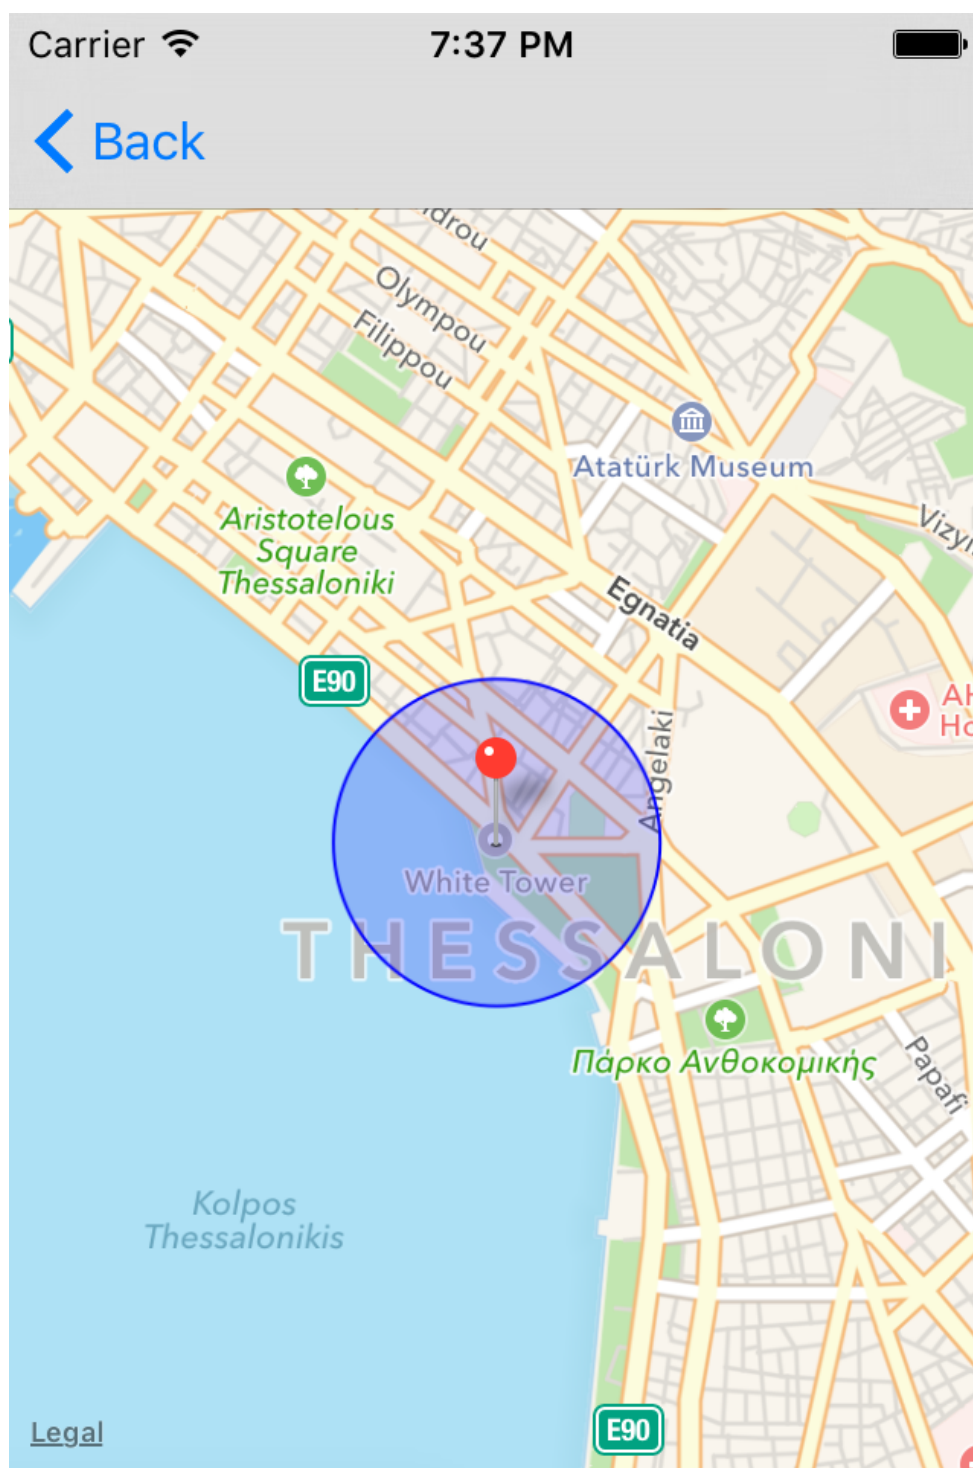 Carrier
7:37 PM
Back
Olympou
Filippou
Atatürk Museum
Aristotelous
Square
Thessaloniki
Egnatia
E90
Angelaki
White Tower
THESSALONI
Πάρκο Ανθοκομικής
Papafi
Kolpos
Thessalonikis
Legal
E90